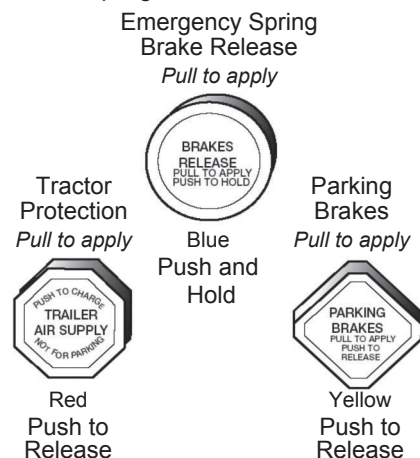 Emergency Spring
Brake Release
Pull to apply
BRAKES
RELEASE
PULL TO APPLY
PUSH TO HOLD
Blue
Push and
Hold
Tractor
Protection
Pull to apply
PUSH TO CHARGE
TRAILER
AIR SUPPLY
NOT FOR PARKING
Red
Push to
Release
Parking
Brakes
Pull to apply
PARKING
BRAKES
PULL TO APPLY
PUSH TO
RELEASE
Yellow
Push to
Release